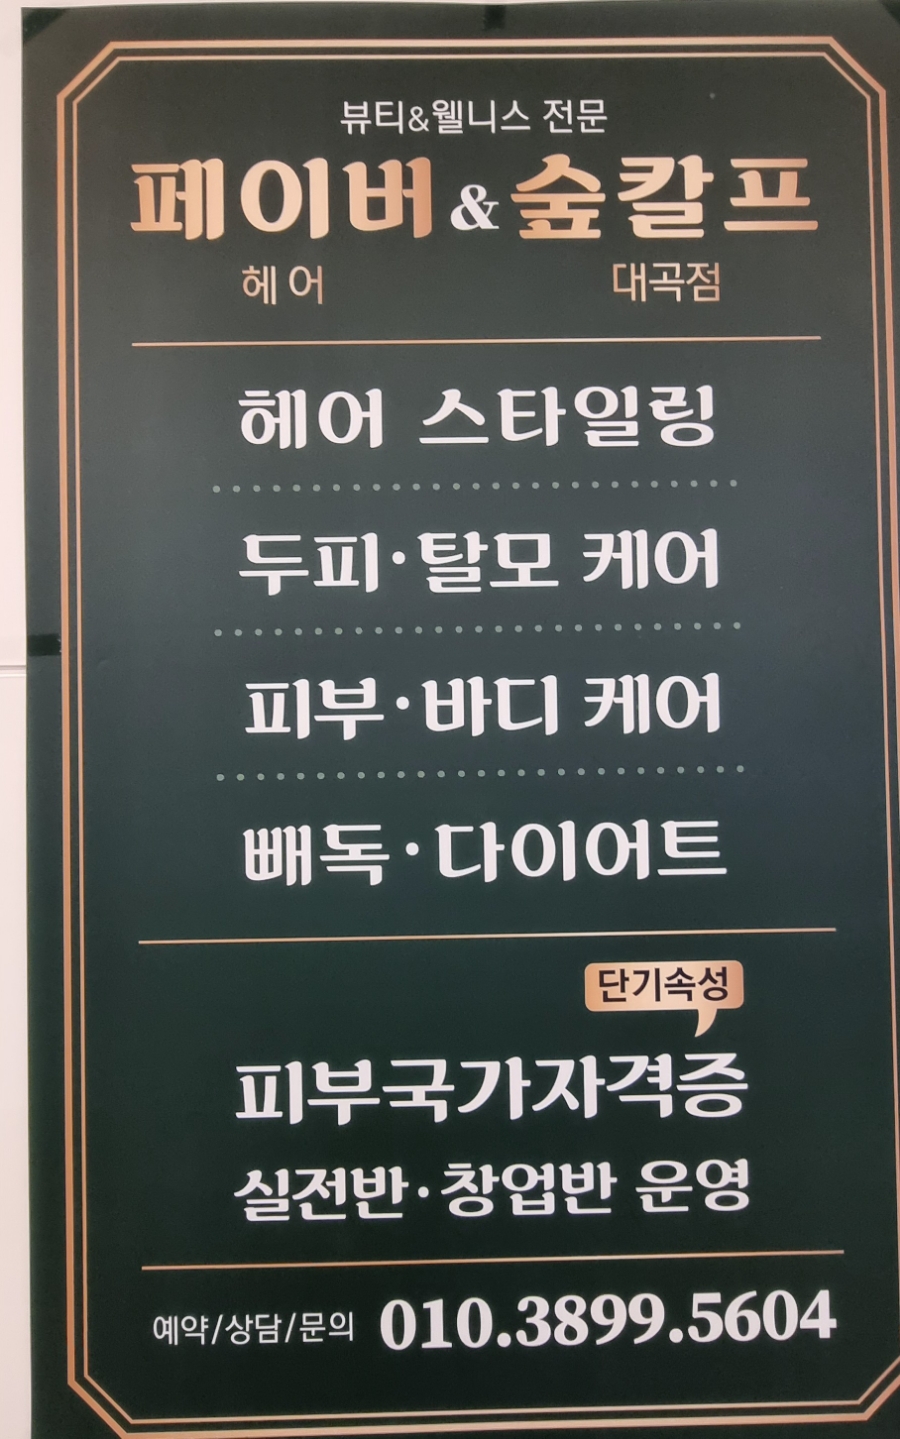 뷰티&웰니스 전문
페이버 & 숲칼프
헤어 대곡점
헤어 스타일링
두피·탈모 케어
피부·바디 케어
빼독·다이어트
단기속성
피부국가자격증
실전반·창업반 운영
예약/상담/문의 010.3899.5604